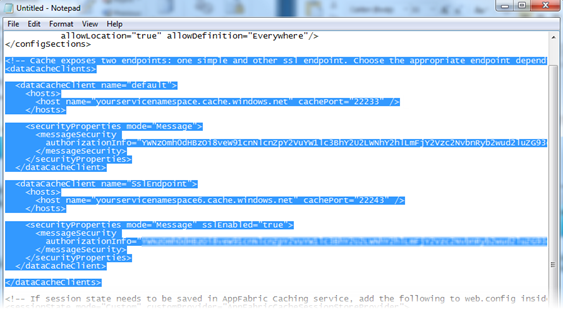 Untitled - Notepad
File Edit Format View Help
allowLocation="true" allowDefinition="Everywhere"/>
</configSections>
<!-- Cache exposes two endpoints: one simple and other ssl endpoint. Choose the appropriate endpoint depend
<dataCacheClients>
<dataCacheClient name="default">
<hosts>
<host name="yourservicenamespace.cache.windows.net" cachePort="22233" />
</hosts>
<securityProperties mode="Message">
<messageSecurity
authorizationInfo="YWNzOmh0dHBzOi8veW91cnNlcnZpY2VuYW1lc3BhY2U2LWNhY2hlLmFjY2Vzc2NvbnRyb2wud2luZG93
</messageSecurity>
</securityProperties>
</dataCacheClient>
<dataCacheClient name="SslEndpoint">
<hosts>
<host name="yourservicenamespace6.cache.windows.net" cachePort="22243" />
</hosts>
<securityProperties mode="Message" sslEnabled="true">
<messageSecurity
authorizationInfo="
</messageSecurity>
</securityProperties>
</dataCacheClient>
</dataCacheClients>
<!-- If session state needs to be saved in AppFabric Caching service, add the following to web.config insid